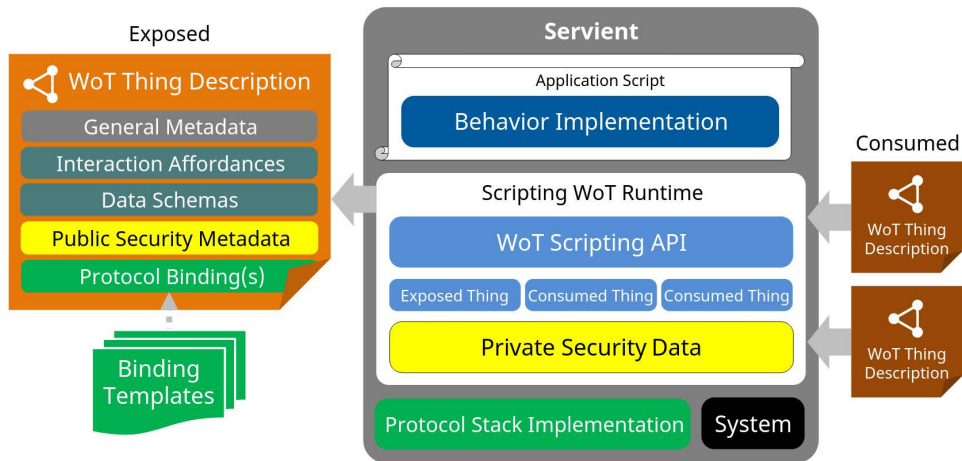 Exposed
WoT Thing Description
General Metadata
Interaction Affordances
Data Schemas
Public Security Metadata
Protocol Binding(s)
Binding
Templates
Servient
Application Script
Behavior Implementation
Scripting WoT Runtime
WoT Scripting API
Exposed Thing
Consumed Thing
Consumed Thing
Private Security Data
Protocol Stack Implementation
System
Consumed
WoT Thing
Description
WoT Thing
Description